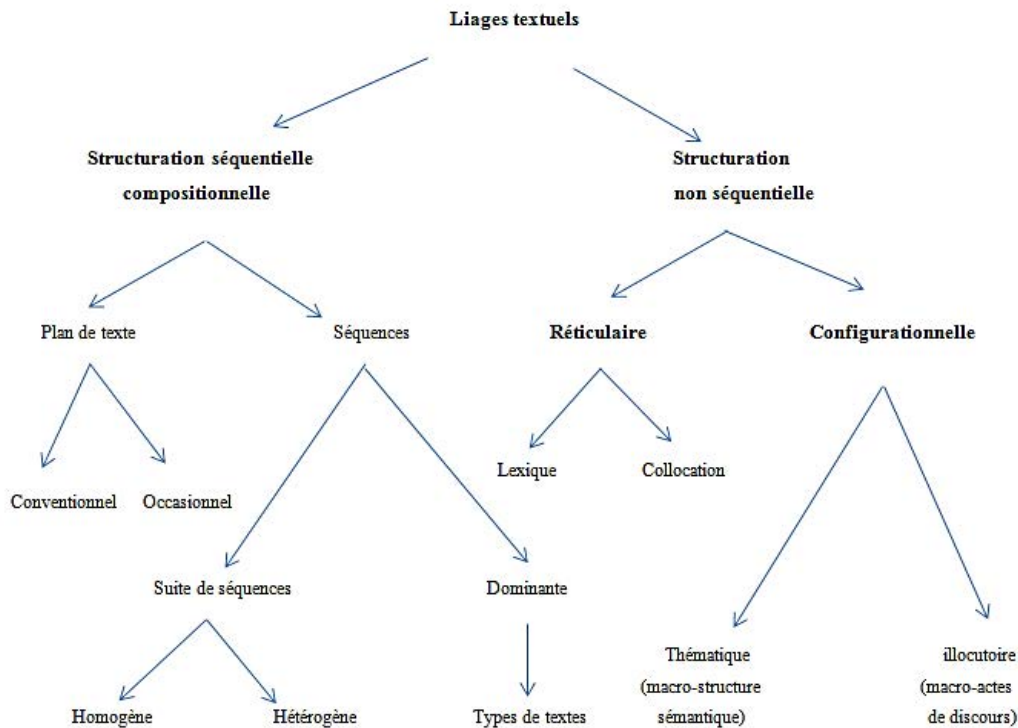 Liages textuels
Structuration séquentielle
compositionnelle
Structuration
non séquentielle
Plan de texte
Séquences
Réticulaire
Configurationnelle
Lexique
Collocation
Conventionnel
Occasionnel
Suite de séquences
Dominante
Thématique
(macro-structure
sémantique)
illocutoire
(macro-actes
de discours)
Homogène
Hétérogène
Types de textes